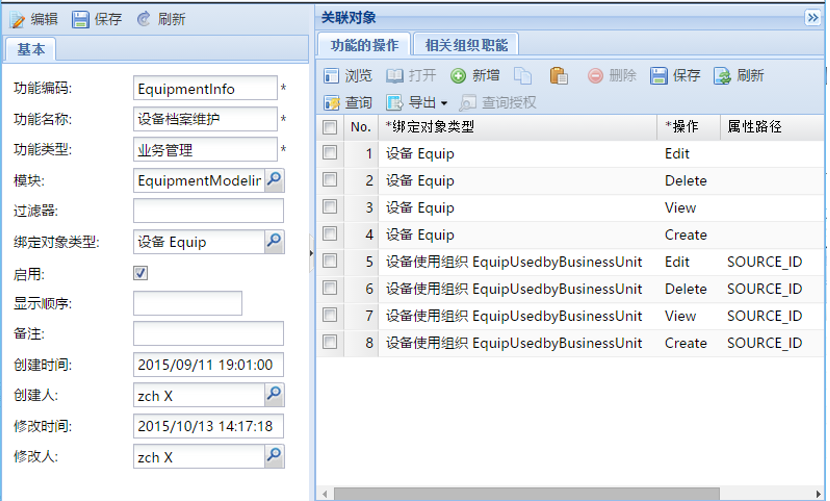 编辑 保存 刷新
基本
功能编码: EquipmentInfo *
功能名称: 设备档案维护 *
功能类型: 业务管理 *
模块: EquipmentModelin
过滤器:
绑定对象类型: 设备 Equip
启用:
显示顺序:
备注:
创建时间: 2015/09/11 19:01:00
创建人: zch X
修改时间: 2015/10/13 14:17:18
修改人: zch X
关联对象
功能的操作 相关组织职能
浏览 打开 新增 删除 保存 刷新
查询 导出 查询授权
No. *绑定对象类型 *操作 属性路径
1 设备 Equip Edit
2 设备 Equip Delete
3 设备 Equip View
4 设备 Equip Create
5 设备使用组织 EquipUsedbyBusinessUnit Edit SOURCE_ID
6 设备使用组织 EquipUsedbyBusinessUnit Delete SOURCE_ID
7 设备使用组织 EquipUsedbyBusinessUnit View SOURCE_ID
8 设备使用组织 EquipUsedbyBusinessUnit Create SOURCE_ID